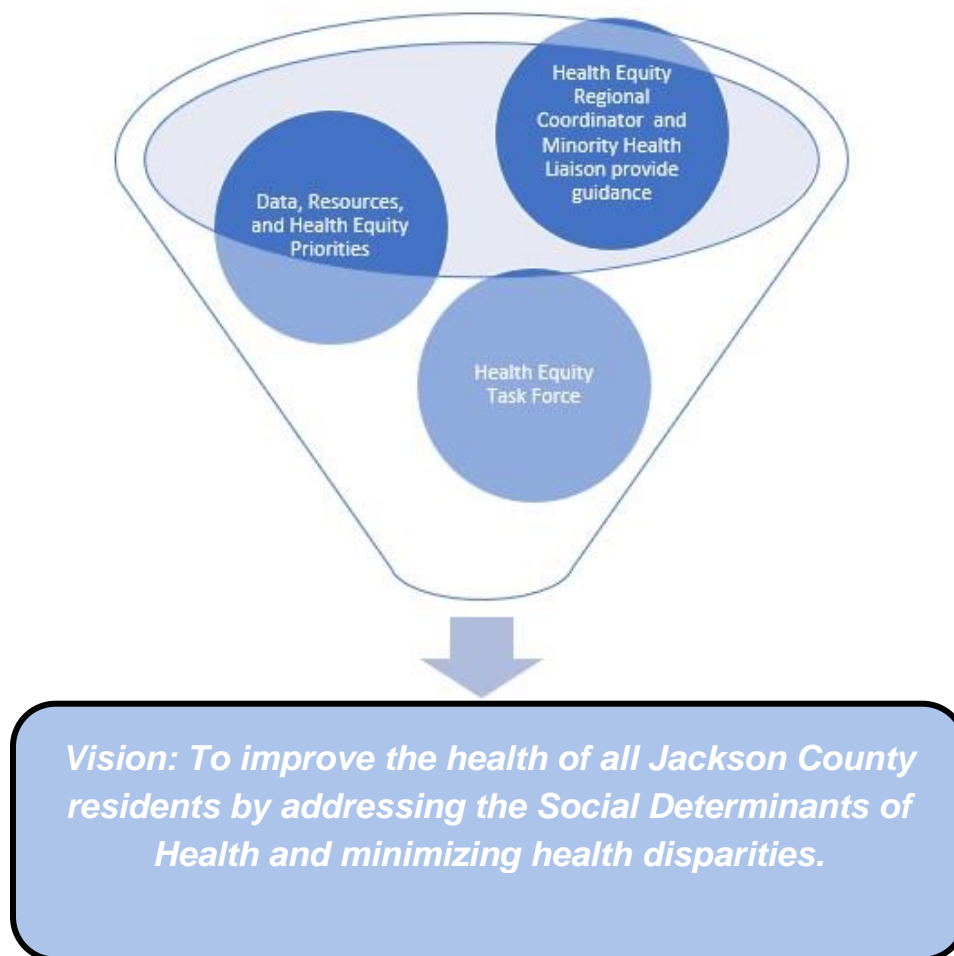 Health Equity
Regional
Coordinator and
Minority Health
Liaison provide
guidance
Data, Resources,
and Health Equity
Priorities
Health Equity
Task Force
Vision: To improve the health of all Jackson County
residents by addressing the Social Determinants of
Health and minimizing health disparities.